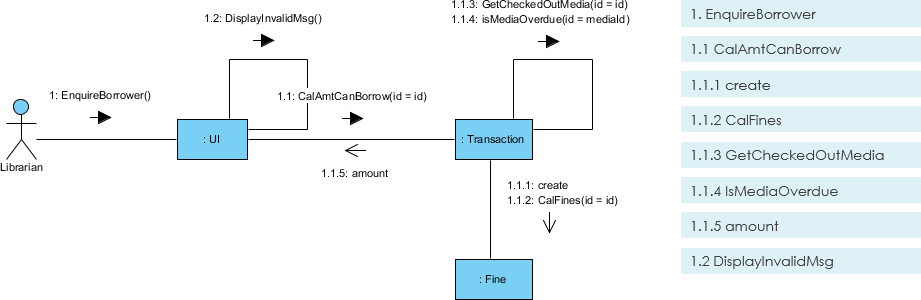 1.2: DisplayInvalidMsg()
1.1.3: GetCheckedOutMedia(id = id)
1.1.4: isMediaOverdue(id = mediaId)
1: EnquireBorrower()
1.1: CalAmtCanBorrow(id = id)
: UI
: Transaction
Librarian
1.1.5: amount
1.1.1: create
1.1.2: CalFines(id = id)
: Fine
1. EnquireBorrower
1.1 CalAmtCanBorrow
1.1.1 create
1.1.2 CalFines
1.1.3 GetCheckedOutMedia
1.1.4 IsMediaOverdue
1.1.5 amount
1.2 DisplayInvalidMsg